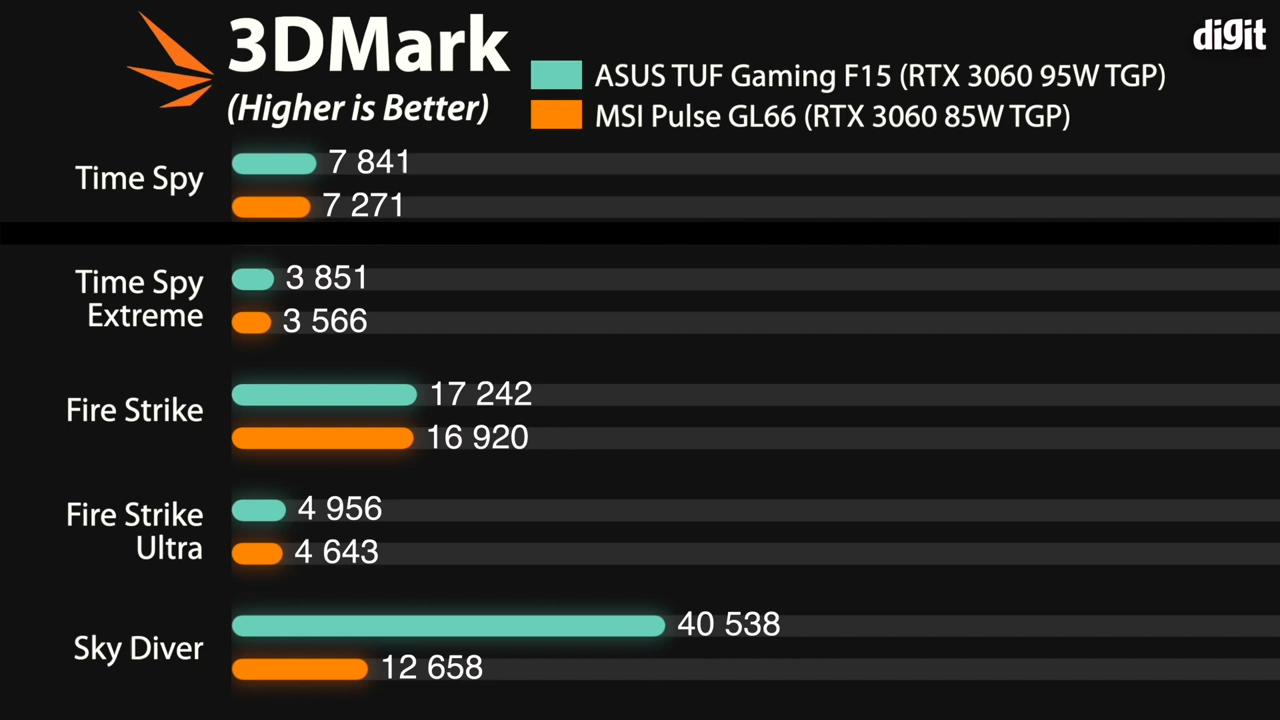 3DMark
(Higher is Better)
digit
ASUS TUF Gaming F15 (RTX 3060 95W TGP)
MSI Pulse GL66 (RTX 3060 85W TGP)
Time Spy
7 841
7 271
Time Spy
Extreme
3 851
3 566
Fire Strike
17 242
16 920
Fire Strike
Ultra
4 956
4 643
Sky Diver
40 538
12 658